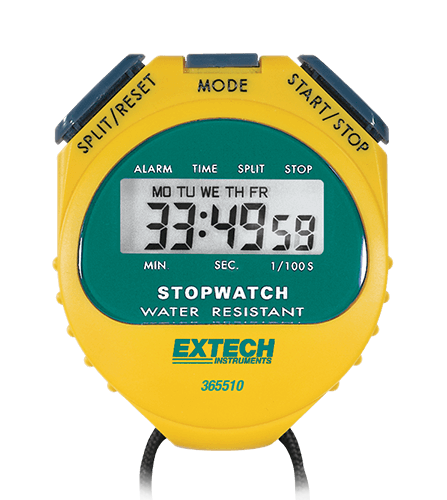 SPLIT/RESET
MODE
START/STOP
ALARM TIME SPLIT STOP
MO TU WE TH FR
33:49 59
MIN. SEC. 1/100 S
STOPWATCH
WATER RESISTANT
EXTECH
INSTRUMENTS
365510